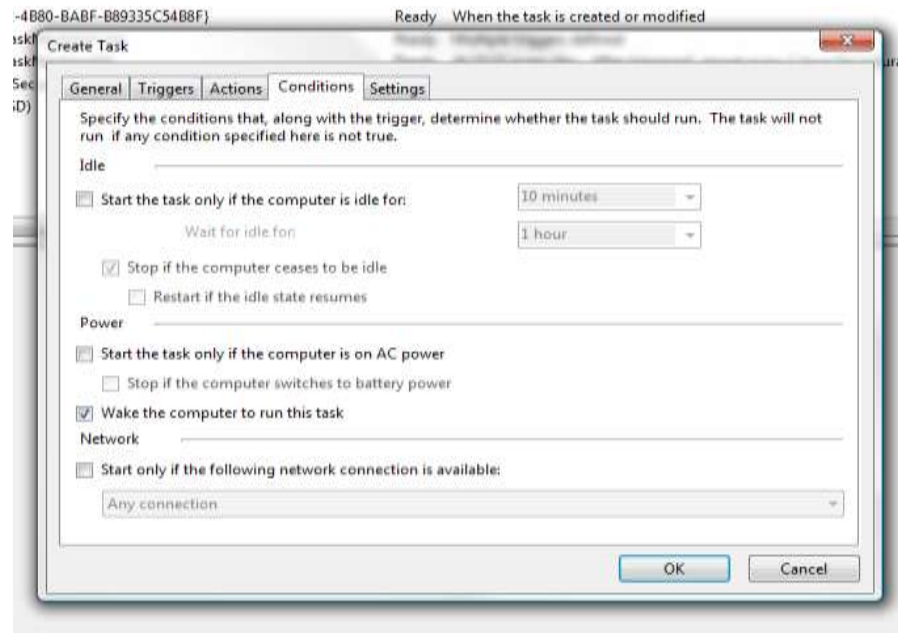 -4B80-BABF-B89335C54B8F} Ready When the task is created or modified
Create Task
General Triggers Actions Conditions Settings
Specify the conditions that, along with the trigger, determine whether the task should run. The task will not
run if any condition specified here is not true.
Idle
Start the task only if the computer is idle for: 10 minutes
Wait for idle for: 1 hour
Stop if the computer ceases to be idle
Restart if the idle state resumes
Power
Start the task only if the computer is on AC power
Stop if the computer switches to battery power
Wake the computer to run this task
Network
Start only if the following network connection is available:
Any connection
OK Cancel